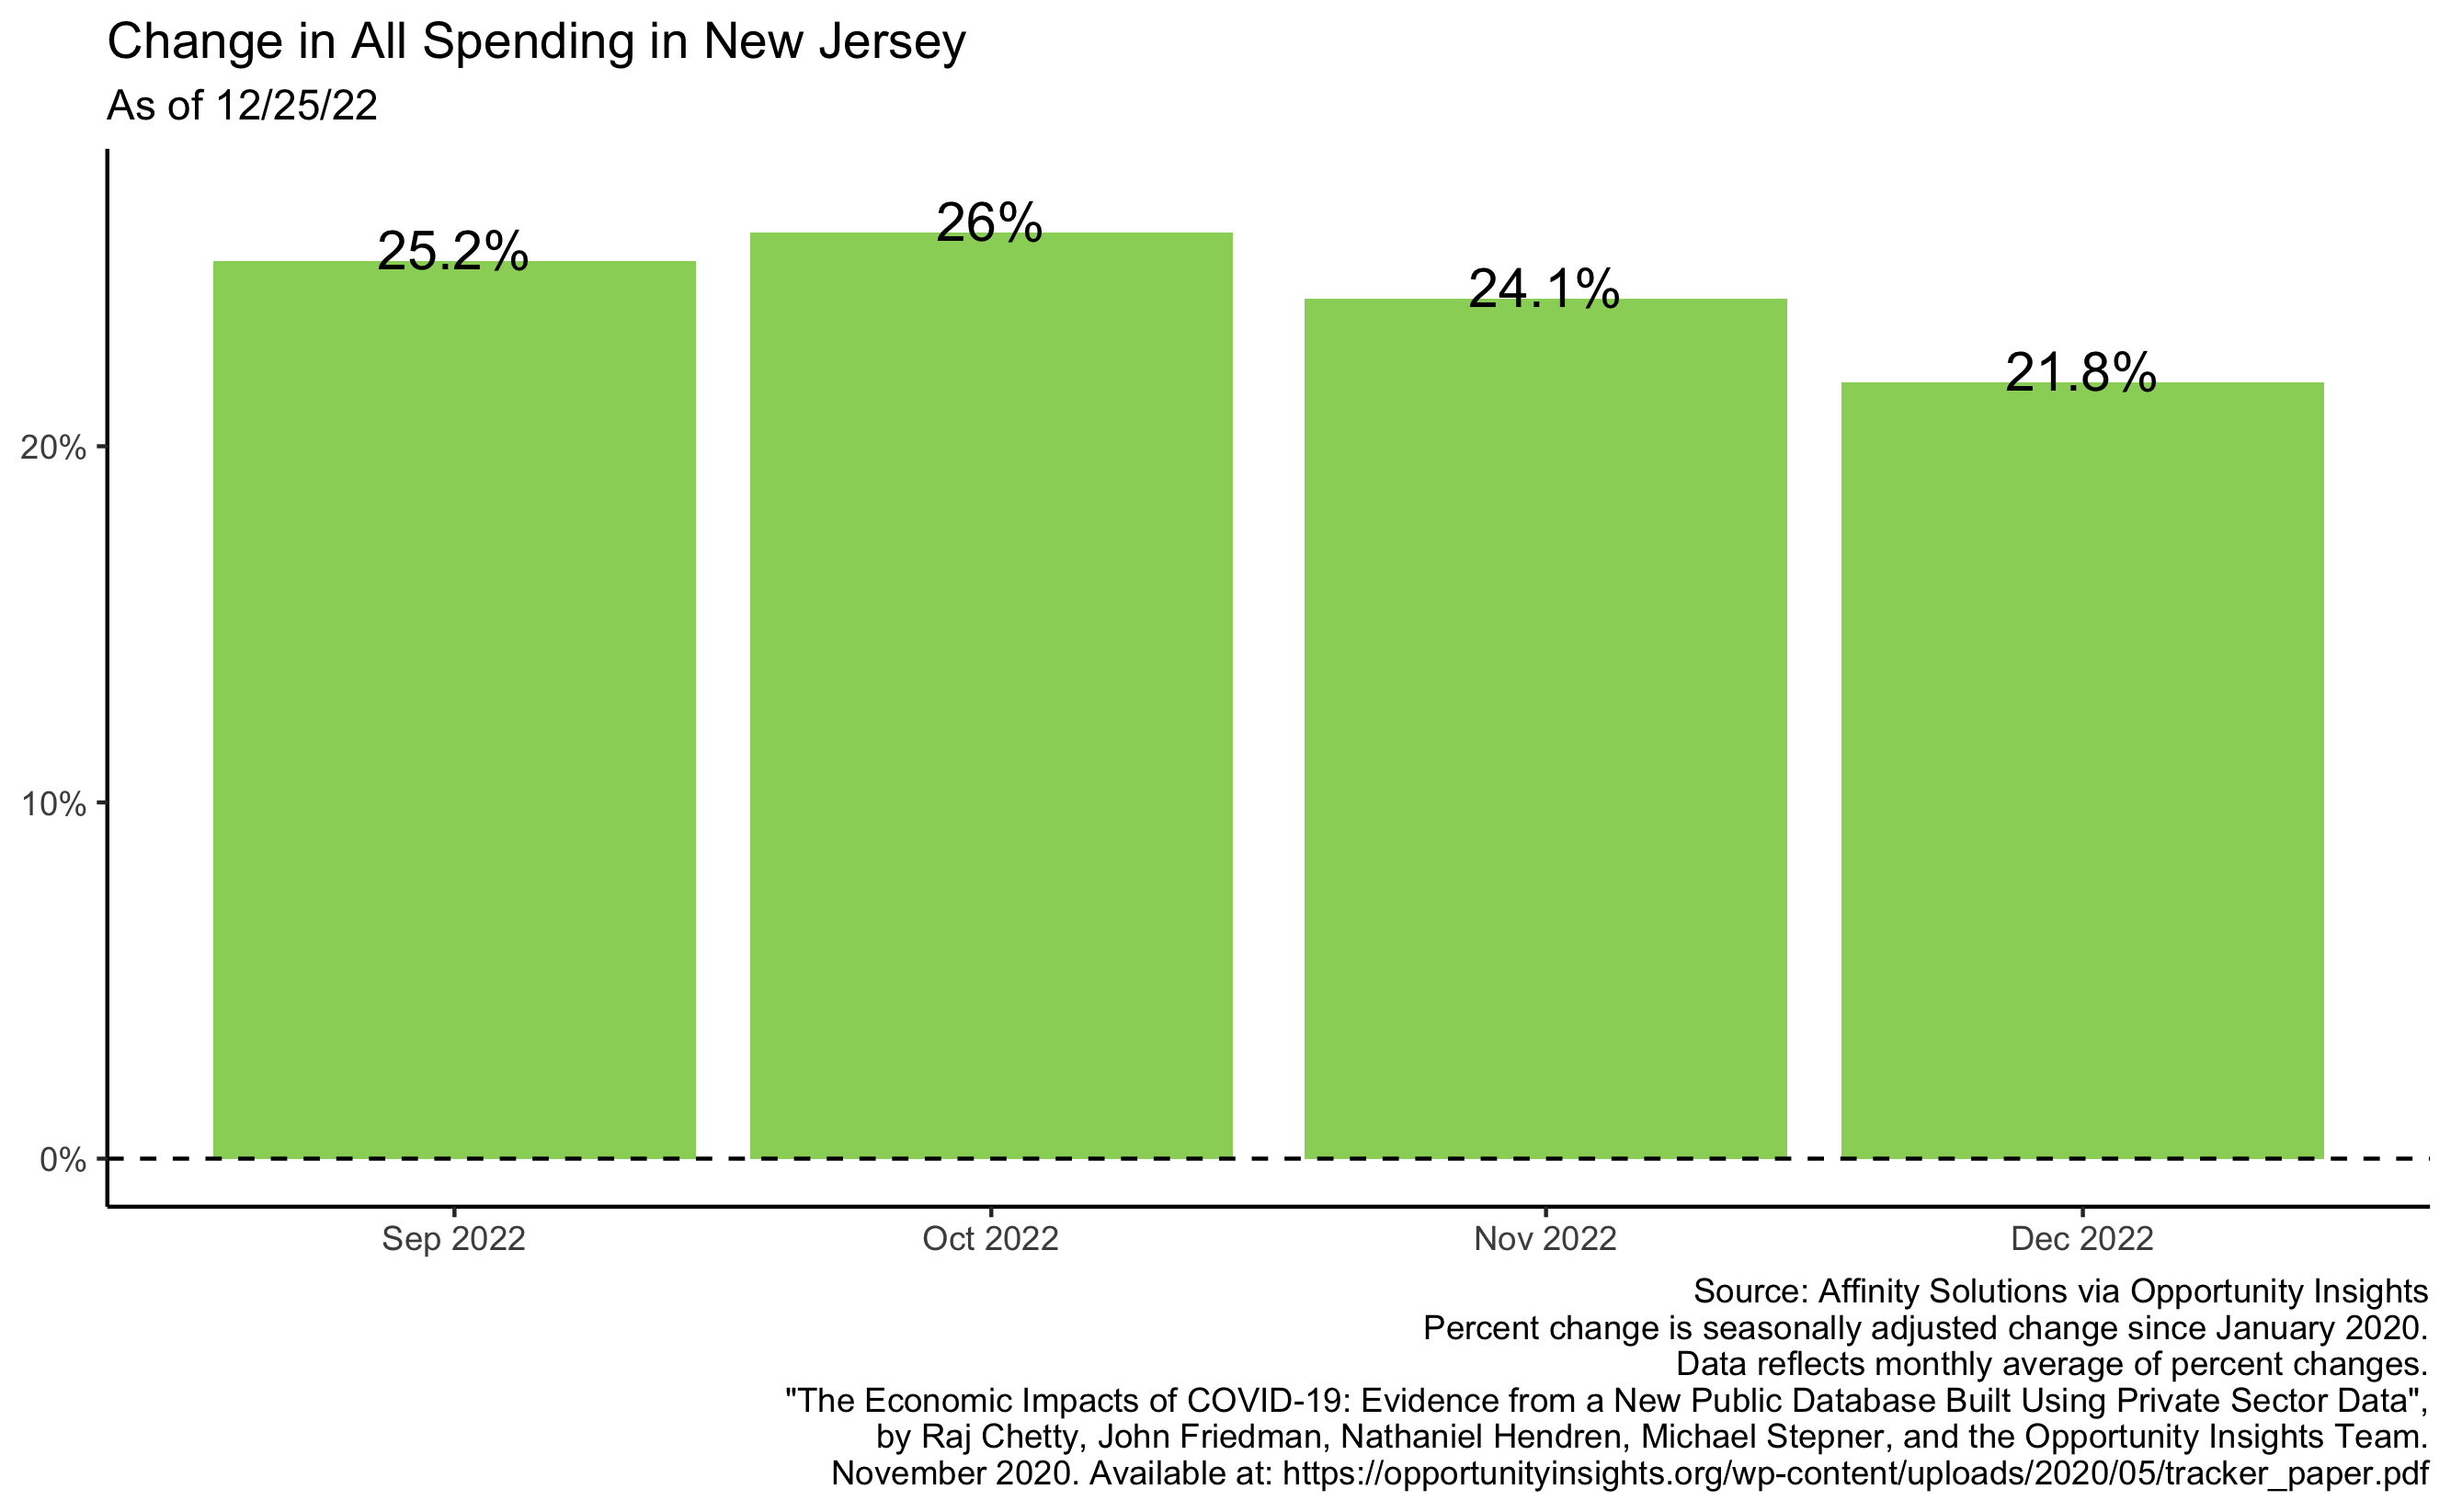 Change in All Spending in New Jersey
As of 12/25/22
25.2%
26%
24.1%
21.8%
20%
10%
0%
Sep 2022
Oct 2022
Nov 2022
Dec 2022
Source: Affinity Solutions via Opportunity Insights
Percent change is seasonally adjusted change since January 2020.
Data reflects monthly average of percent changes.
"The Economic Impacts of COVID-19: Evidence from a New Public Database Built Using Private Sector Data",
by Raj Chetty, John Friedman, Nathaniel Hendren, Michael Stepner, and the Opportunity Insights Team.
November 2020. Available at: https://opportunityinsights.org/wp-content/uploads/2020/05/tracker_paper.pdf